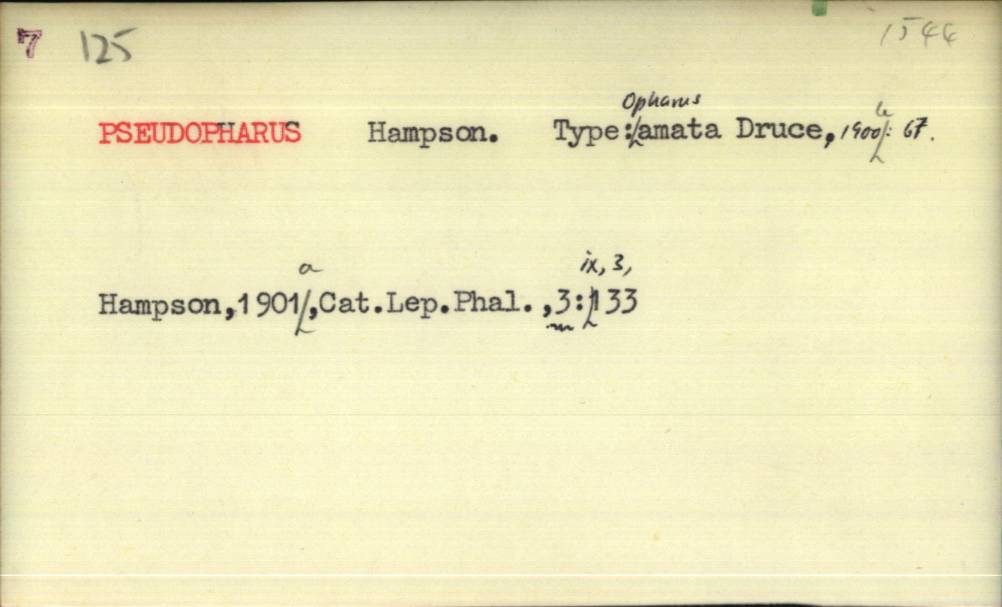 7 125 1544
PSEUDOPHARUS Hampson. Type: Opharus amata Druce, 1900b: 67.
Hampson, 1901a, Cat.Lep.Phal., 3: ix, 3, 133